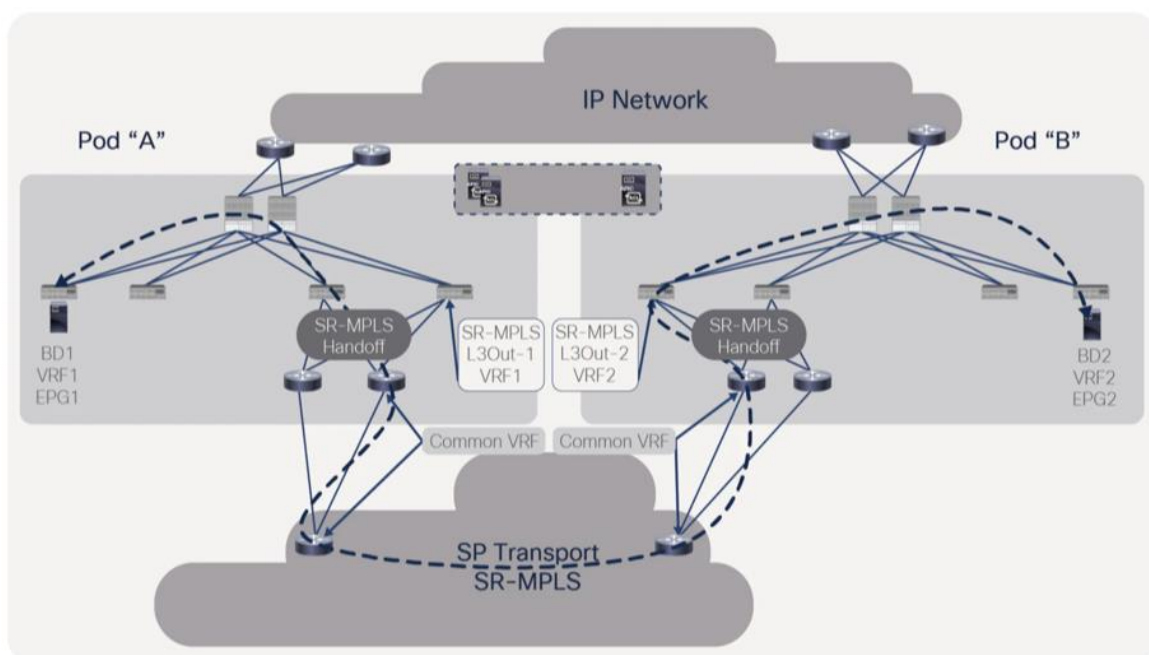 IP Network
Pod “A”
Pod “B”
SR-MPLS
Handoff
SR-MPLS
L3Out-1
VRF1
SR-MPLS
L3Out-2
VRF2
SR-MPLS
Handoff
BD1
VRF1
EPG1
BD2
VRF2
EPG2
Common VRF
Common VRF
SP Transport
SR-MPLS